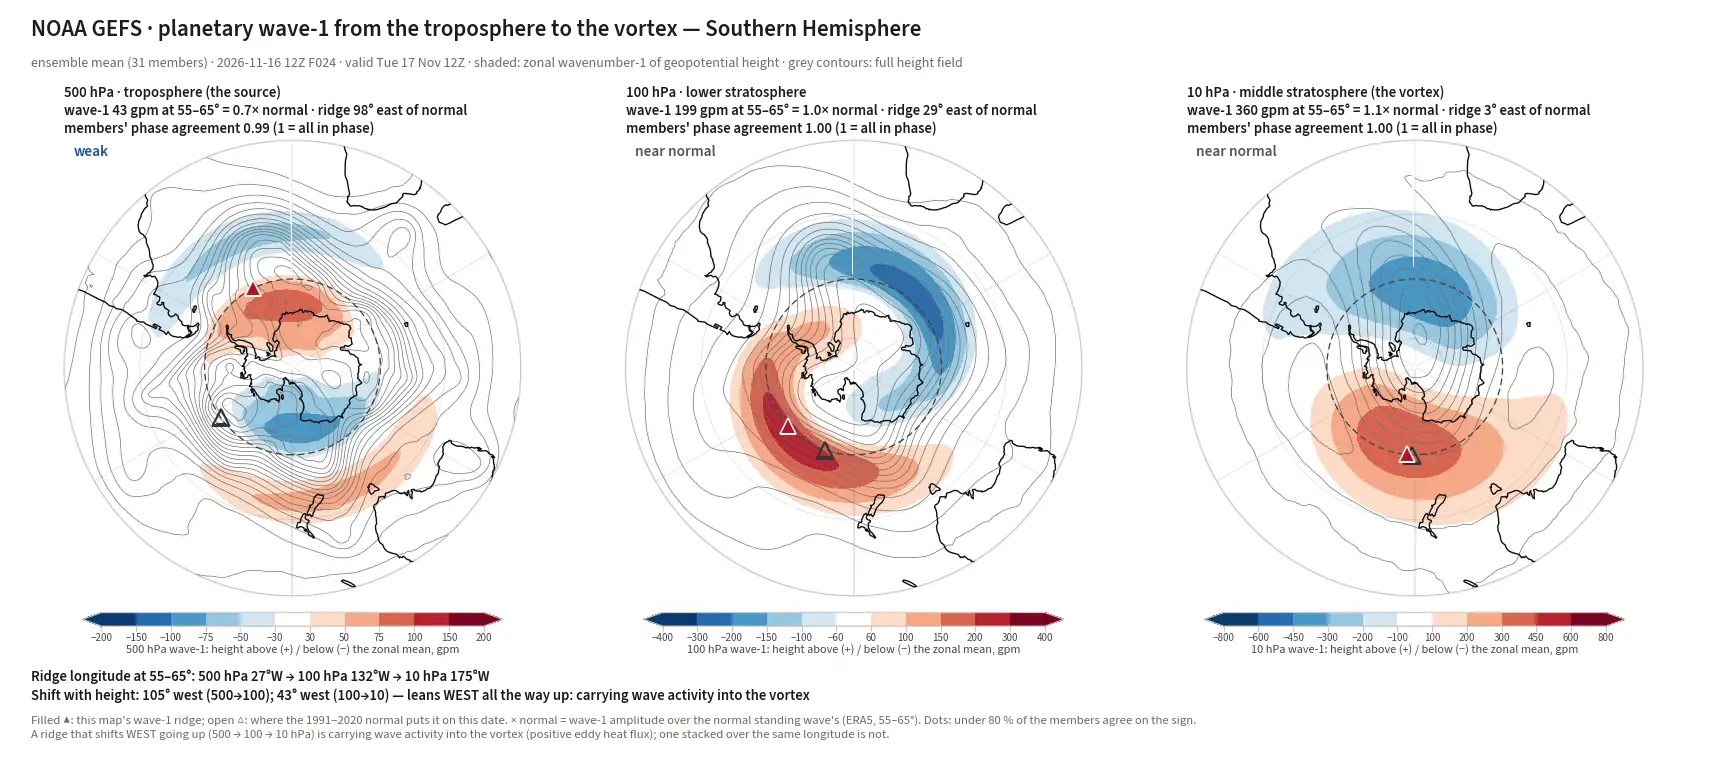 NOAA GEFS · planetary wave-1 from the troposphere to the vortex — Southern Hemisphere
ensemble mean (31 members) · 2026-11-16 12Z F024 · valid Tue 17 Nov 12Z · shaded: zonal wavenumber-1 of geopotential height · grey contours: full height field
500 hPa · troposphere (the source)
wave-1 43 gpm at 55–65° = 0.7× normal · ridge 98° east of normal
members' phase agreement 0.99 (1 = all in phase)
weak
100 hPa · lower stratosphere
wave-1 199 gpm at 55–65° = 1.0× normal · ridge 29° east of normal
members' phase agreement 1.00 (1 = all in phase)
near normal
10 hPa · middle stratosphere (the vortex)
wave-1 360 gpm at 55–65° = 1.1× normal · ridge 3° east of normal
members' phase agreement 1.00 (1 = all in phase)
near normal
−200 −150 −100 −75 −50 −30 30 50 75 100 150 200
500 hPa wave-1: height above (+) / below (−) the zonal mean, gpm
−400 −300 −200 −150 −100 −60 60 100 150 200 300 400
100 hPa wave-1: height above (+) / below (−) the zonal mean, gpm
−800 −600 −450 −300 −200 −100 100 200 300 450 600 800
10 hPa wave-1: height above (+) / below (−) the zonal mean, gpm
Ridge longitude at 55–65°: 500 hPa 27°W → 100 hPa 132°W → 10 hPa 175°W
Shift with height: 105° west (500→100); 43° west (100→10) — leans WEST all the way up: carrying wave activity into the vortex
Filled ▲: this map's wave-1 ridge; open △: where the 1991–2020 normal puts it on this date. × normal = wave-1 amplitude over the normal standing wave's (ERA5, 55–65°). Dots: under 80 % of the members agree on the sign.
A ridge that shifts WEST going up (500 → 100 → 10 hPa) is carrying wave activity into the vortex (positive eddy heat flux); one stacked over the same longitude is not.